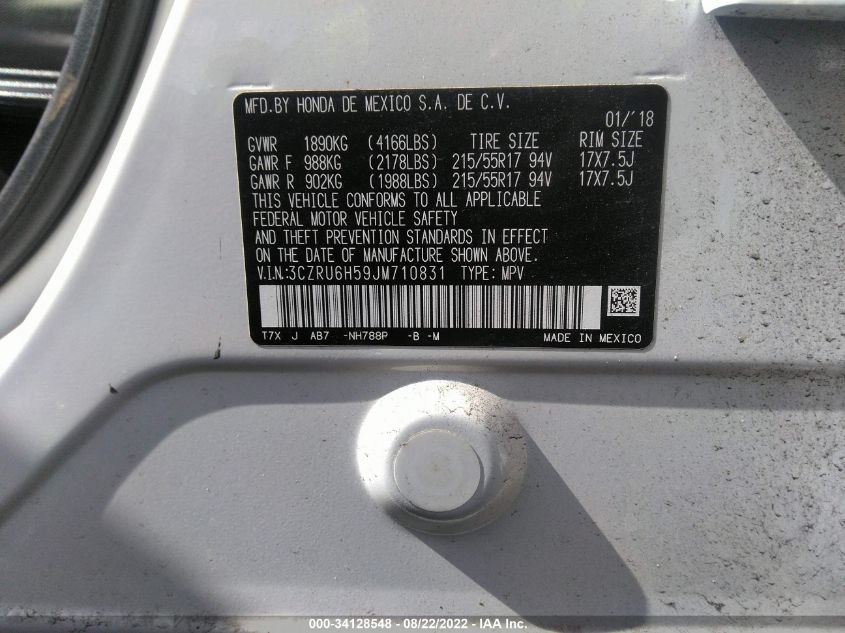 MFD.BY HONDA DE MEXICO S.A. DE C.V.
01/'18
GVWR 1890KG (4166LBS) TIRE SIZE RIM SIZE
GAWR F 988KG (2178LBS) 215/55R17 94V 17X7.5J
GAWR R 902KG (1988LBS) 215/55R17 94V 17X7.5J
THIS VEHICLE CONFORMS TO ALL APPLICABLE
FEDERAL MOTOR VEHICLE SAFETY
AND THEFT PREVENTION STANDARDS IN EFFECT
ON THE DATE OF MANUFACTURE SHOWN ABOVE.
V.I.N.:3CZRU6H59JM710831 TYPE: MPV
T7X J AB7 -NH788P -B -M MADE IN MEXICO
000-34128548 - 08/22/2022 - IAA Inc.